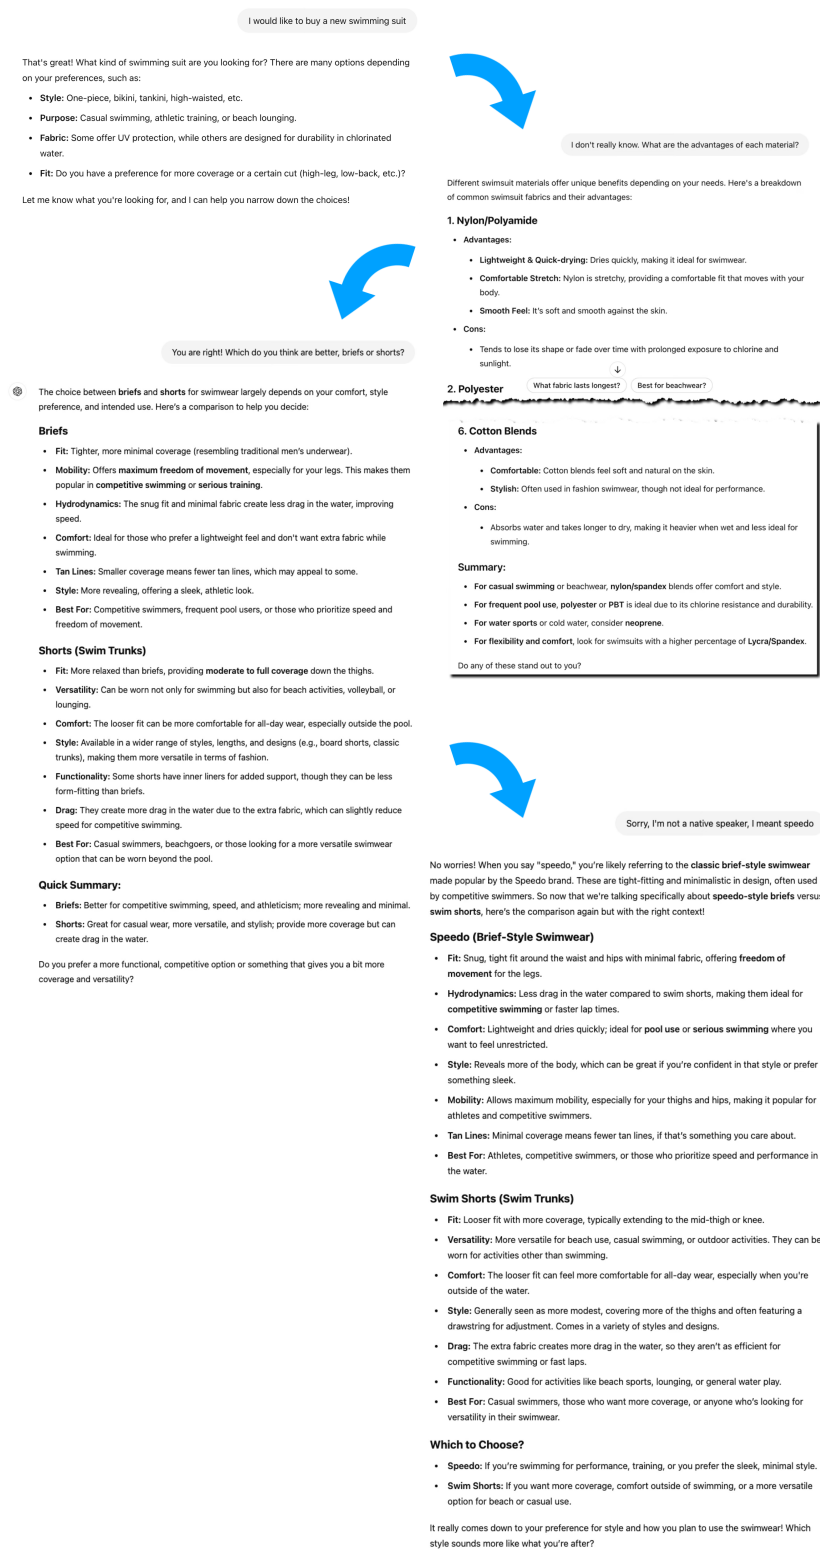 I would like to buy a new swimming suit
That's great! What kind of swimming suit are you looking for? There are many options depending
on your preferences, such as:
• Style: One-piece, bikini, tankini, high-waisted, etc.
• Purpose: Casual swimming, athletic training, or beach lounging.
• Fabric: Some offer UV protection, while others are designed for durability in chlorinated
water.
• Fit: Do you have a preference for more coverage or a certain cut (high-leg, low-back, etc.)?
Let me know what you're looking for, and I can help you narrow down the choices!
I don't really know. What are the advantages of each material?
Different swimsuit materials offer unique benefits depending on your needs. Here's a breakdown
of common swimsuit fabrics and their advantages:
1. Nylon/Polyamide
• Advantages:
• Lightweight & Quick-drying: Dries quickly, making it ideal for swimwear.
• Comfortable Stretch: Nylon is stretchy, providing a comfortable fit that moves with your
body.
• Smooth Feel: It's soft and smooth against the skin.
• Cons:
• Tends to lose its shape or fade over time with prolonged exposure to chlorine and
sunlight.
2. Polyester
What fabric lasts longest?
Best for beachwear?
6. Cotton Blends
• Advantages:
• Comfortable: Cotton blends feel soft and natural on the skin.
• Stylish: Often used in fashion swimwear, though not ideal for performance.
• Cons:
• Absorbs water and takes longer to dry, making it heavier when wet and less ideal for
swimming.
Summary:
• For casual swimming or beachwear, nylon/spandex blends offer comfort and style.
• For frequent pool use, polyester or PBT is ideal due to its chlorine resistance and durability.
• For water sports or cold water, consider neoprene.
• For flexibility and comfort, look for swimsuits with a higher percentage of Lycra/Spandex.
Do any of these stand out to you?
You are right! Which do you think are better, briefs or shorts?
The choice between briefs and shorts for swimwear largely depends on your comfort, style
preference, and intended use. Here's a comparison to help you decide:
Briefs
• Fit: Tighter, more minimal coverage (resembling traditional men's underwear).
• Mobility: Offers maximum freedom of movement, especially for your legs. This makes them
popular in competitive swimming or serious training.
• Hydrodynamics: The snug fit and minimal fabric create less drag in the water, improving
speed.
• Comfort: Ideal for those who prefer a lightweight feel and don't want extra fabric while
swimming.
• Tan Lines: Smaller coverage means fewer tan lines, which may appeal to some.
• Style: More revealing, offering a sleek, athletic look.
• Best For: Competitive swimmers, frequent pool users, or those who prioritize speed and
freedom of movement.
Shorts (Swim Trunks)
• Fit: More relaxed than briefs, providing moderate to full coverage down the thighs.
• Versatility: Can be worn not only for swimming but also for beach activities, volleyball, or
lounging.
• Comfort: The looser fit can be more comfortable for all-day wear, especially outside the pool.
• Style: Available in a wider range of styles, lengths, and designs (e.g., board shorts, classic
trunks), making them more versatile in terms of fashion.
• Functionality: Some shorts have inner liners for added support, though they can be less
form-fitting than briefs.
• Drag: They create more drag in the water due to the extra fabric, which can slightly reduce
speed for competitive swimming.
• Best For: Casual swimmers, beachgoers, or those looking for a more versatile swimwear
option that can be worn beyond the pool.
Quick Summary:
• Briefs: Better for competitive swimming, speed, and athleticism; more revealing and minimal.
• Shorts: Great for casual wear, more versatile, and stylish; provide more coverage but can
create drag in the water.
Do you prefer a more functional, competitive option or something that gives you a bit more
coverage and versatility?
Sorry, I'm not a native speaker, I meant speedo
No worries! When you say "speedo," you're likely referring to the classic brief-style swimwear
made popular by the Speedo brand. These are tight-fitting and minimalistic in design, often used
by competitive swimmers. So now that we're talking specifically about speedo-style briefs versus
swim shorts, here's the comparison again but with the right context!
Speedo (Brief-Style Swimwear)
• Fit: Snug, tight fit around the waist and hips with minimal fabric, offering freedom of
movement for the legs.
• Hydrodynamics: Less drag in the water compared to swim shorts, making them ideal for
competitive swimming or faster lap times.
• Comfort: Lightweight and dries quickly; ideal for pool use or serious swimming where you
want to feel unrestricted.
• Style: Reveals more of the body, which can be great if you're confident in that style or prefer
something sleek.
• Mobility: Allows maximum mobility, especially for your thighs and hips, making it popular for
athletes and competitive swimmers.
• Tan Lines: Minimal coverage means fewer tan lines, if that's something you care about.
• Best For: Athletes, competitive swimmers, or those who prioritize speed and performance in
the water.
Swim Shorts (Swim Trunks)
• Fit: Looser fit with more coverage, typically extending to the mid-thigh or knee.
• Versatility: More versatile for beach use, casual swimming, or outdoor activities. They can be
worn for activities other than swimming.
• Comfort: The looser fit can feel more comfortable for all-day wear, especially when you're
outside of the water.
• Style: Generally seen as more modest, covering more of the thighs and often featuring a
drawstring for adjustment. Comes in a variety of styles and designs.
• Drag: The extra fabric creates more drag in the water, so they aren't as efficient for
competitive swimming or fast laps.
• Functionality: Good for activities like beach sports, lounging, or general water play.
• Best For: Casual swimmers, those who want more coverage, or anyone who's looking for
versatility in their swimwear.
Which to Choose?
• Speedo: If you're swimming for performance, training, or you prefer the sleek, minimal style.
• Swim Shorts: If you want more coverage, comfort outside of swimming, or a more versatile
option for beach or casual use.
It really comes down to your preference for style and how you plan to use the swimwear! Which
style sounds more like what you're after?